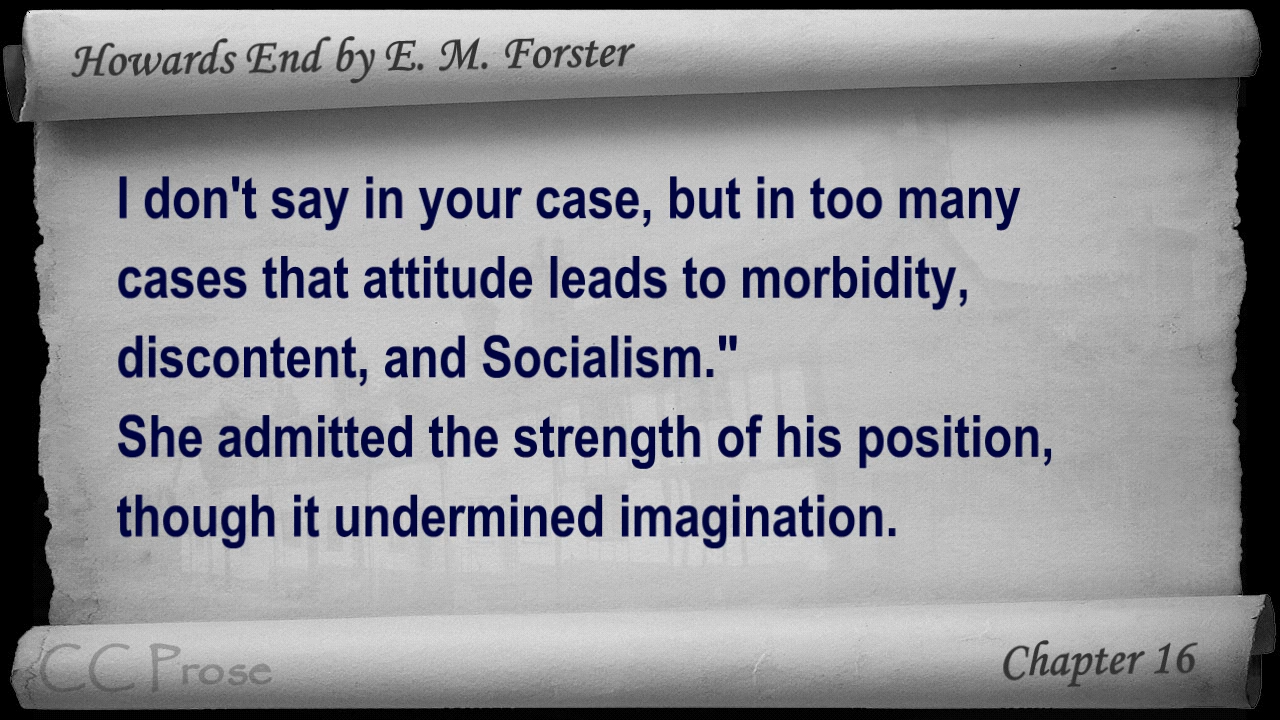 Howards End by E. M. Forster
I don't say in your case, but in too many
cases that attitude leads to morbidity,
discontent, and Socialism."
She admitted the strength of his position,
though it undermined imagination.
CC Prose
Chapter 16